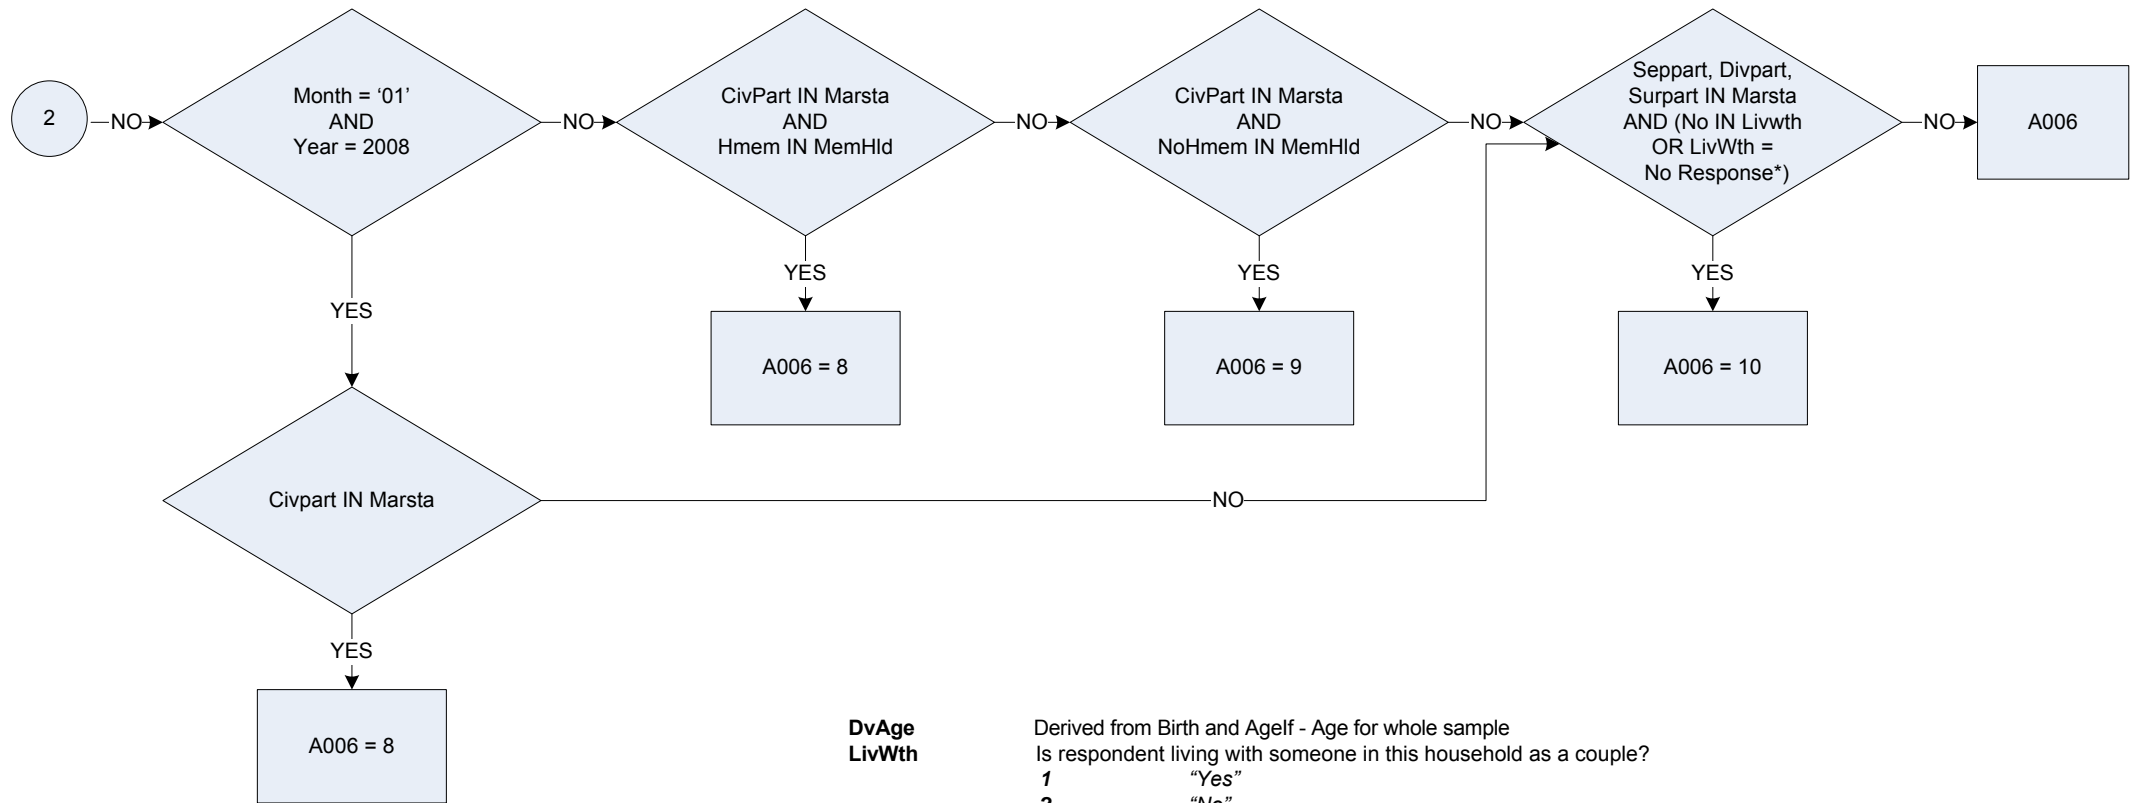 2
NO
Month = ‘01’
AND
Year = 2008
NO
CivPart IN Marsta
AND
Hmem IN MemHld
NO
CivPart IN Marsta
AND
NoHmem IN MemHld
NO
Seppart, Divpart,
Surpart IN Marsta
AND (No IN Livwth
OR LivWth =
No Response*)
NO
A006
YES
YES
YES
YES
A006 = 8
A006 = 9
A006 = 10
Civpart IN Marsta
NO
YES
A006 = 8
DvAge Derived from Birth and AgeIf - Age for whole sample
LivWth Is respondent living with someone in this household as a couple?
1 “Yes”
2 “No”